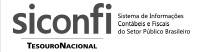 siconfi
Sistema de Informações
Contábeis e Fiscais
do Setor Público Brasileiro
TESOURONACIONAL